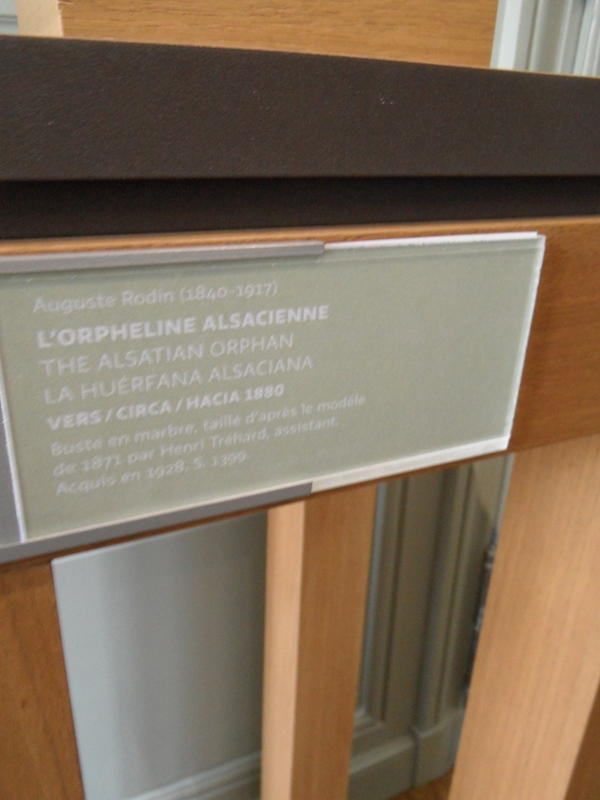 Auguste Rodin (1840-1917)
L'ORPHELINE ALSACIENNE
THE ALSATIAN ORPHAN
LA HUÉRFANA ALSACIANA
VERS / CIRCA / HACIA 1880
Buste en marbre, taillé d'après le modèle
de 1871 par Henri Tréhard, assistant.
Acquis en 1928, S. 1399.